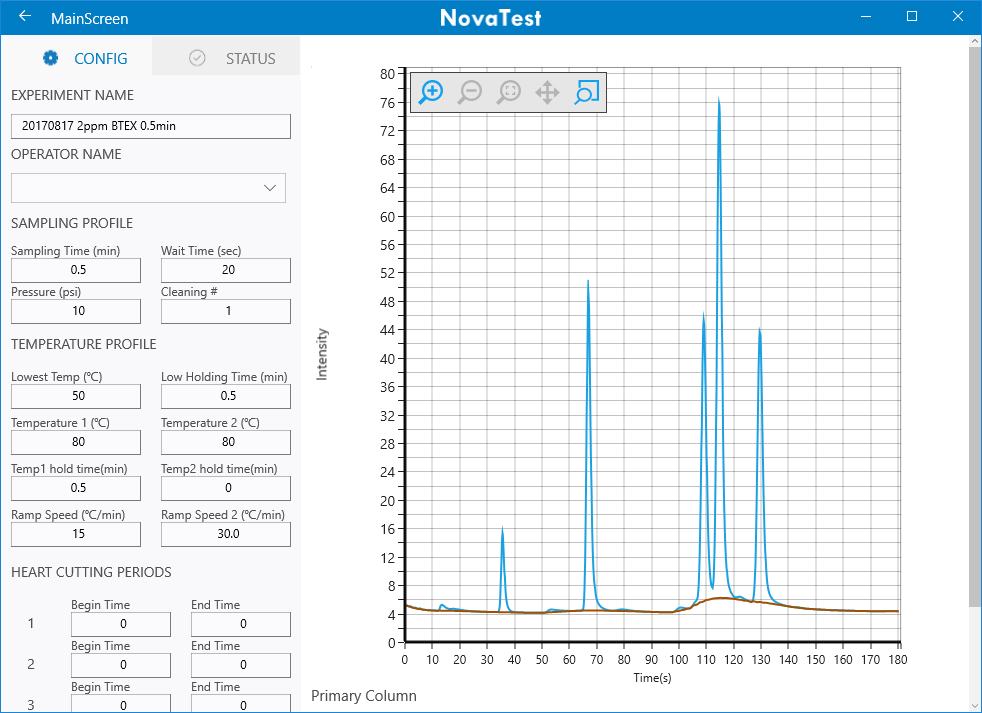 MainScreen
NovaTest
CONFIG
STATUS
EXPERIMENT NAME
20170817 2ppm BTEX 0.5min
OPERATOR NAME
SAMPLING PROFILE
Sampling Time (min) Wait Time (sec)
0.5 20
Pressure (psi) Cleaning #
10 1
TEMPERATURE PROFILE
Lowest Temp (℃) Low Holding Time (min)
50 0.5
Temperature 1 (℃) Temperature 2 (℃)
80 80
Temp1 hold time(min) Temp2 hold time(min)
0.5 0
Ramp Speed (℃/min) Ramp Speed 2 (℃/min)
15 30.0
HEART CUTTING PERIODS
Begin Time End Time
1 0 0
Begin Time End Time
2 0 0
Begin Time End Time
3 0 0
80
76
72
68
64
60
56
52
48
44
40
36
32
28
24
20
16
12
8
4
0
Intensity
0 10 20 30 40 50 60 70 80 90 100 110 120 130 140 150 160 170 180
Time(s)
Primary Column